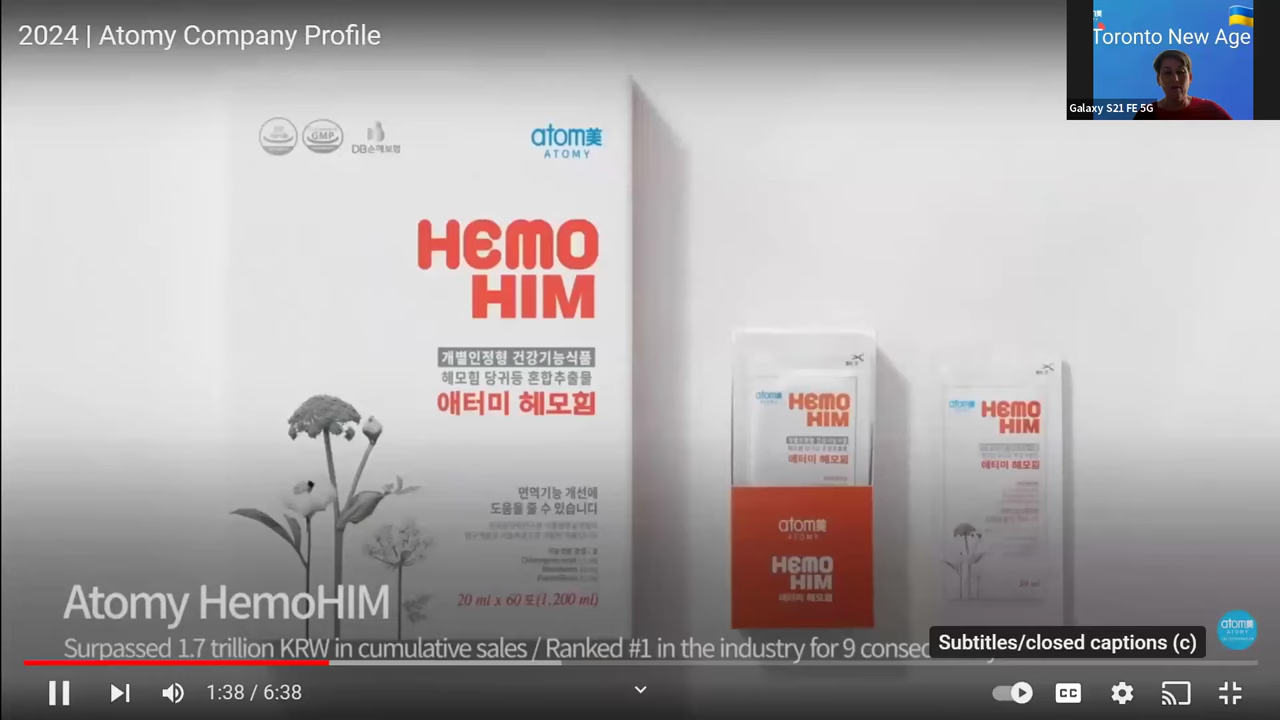 2024 | Atomy Company Profile
Toronto New Age
Galaxy S21 FE 5G
GMP
DB손해보험
atom美
ATOMY
HEMO
HIM
개별인정형 건강기능식품
헤모힘 당귀등 혼합추출물
애터미 헤모힘
면역기능 개선에
도움을 줄 수 있습니다
20 ml x 60 포(1,200 ml)
atom美
HEMO
HIM
애터미 헤모힘
atom美
ATOMY
HEMO
HIM
애터미 헤모힘
atom美
HEMO
HIM
애터미 헤모힘
20 ml
Atomy HemoHIM
Surpassed 1.7 trillion KRW in cumulative sales / Ranked #1 in the industry for 9
Subtitles/closed captions (c)
atom美
ATOMY
1:38 / 6:38
CC